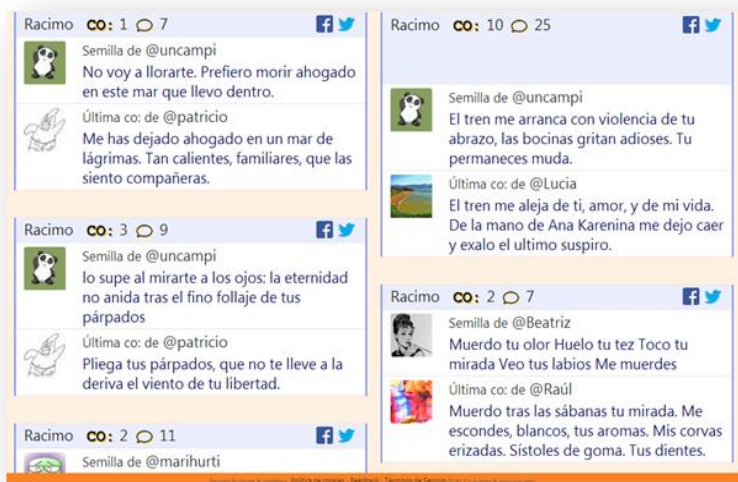 Racimo co: 1 7
Semilla de @uncampi
No voy a llorarte. Prefiero morir ahogado
en este mar que llevo dentro.
Última co: de @patricio
Me has dejado ahogado en un mar de
lágrimas. Tan calientes, familiares, que las
siento compañeras.
Racimo co: 3 9
Semilla de @uncampi
lo supe al mirarte a los ojos: la eternidad
no anida tras el fino follaje de tus
párpados
Última co: de @patricio
Pliega tus párpados, que no te lleve a la
deriva el viento de tu libertad.
Racimo co: 2 11
Semilla de @marihurti
Racimo co: 10 25
Semilla de @uncampi
El tren me arranca con violencia de tu
abrazo, las bocinas gritan adioses. Tu
permaneces muda.
Última co: de @Lucia
El tren me aleja de ti, amor, y de mi vida.
De la mano de Ana Karenina me dejo caer
y exalo el ultimo suspiro.
Racimo co: 2 7
Semilla de @Beatriz
Muerdo tu olor Huelo tu tez Toco tu
mirada Veo tus labios Me muerdes
Última co: de @Raúl
Muerdo tras las sábanas tu mirada. Me
escondes, blancos, tus aromas. Mis corvas
erizadas. Sístoles de goma. Tus dientes.
Política de cookies - Feedback - Términos de Servicio